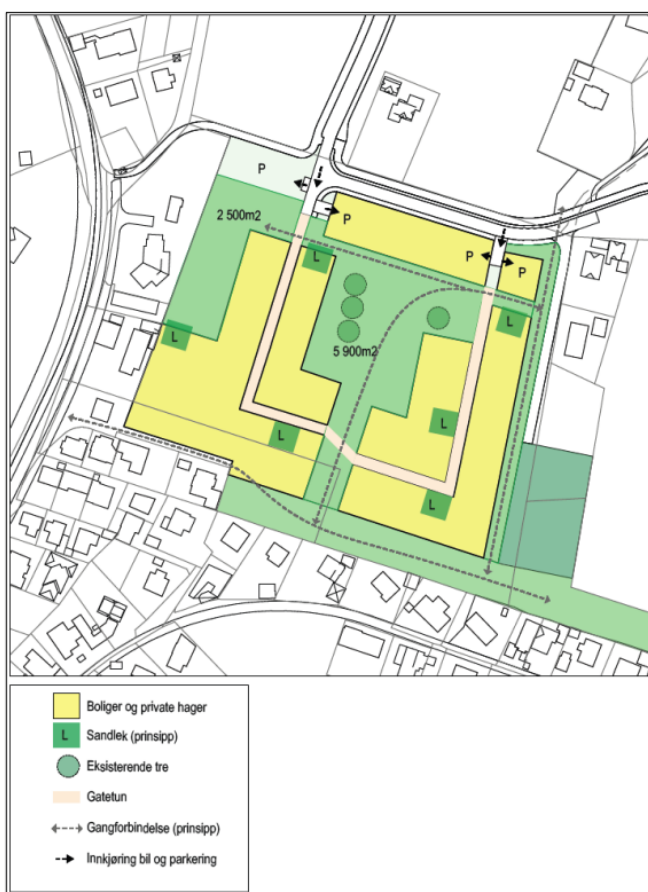 P
2 500m2
P
L
P
P
L
L
5 900m2
L
L
L
Boliger og private hager
L
Sandlek (prinsipp)
Eksisterende tre
Gatetun
Gangforbindelse (prinsipp)
Innkjøring bil og parkering